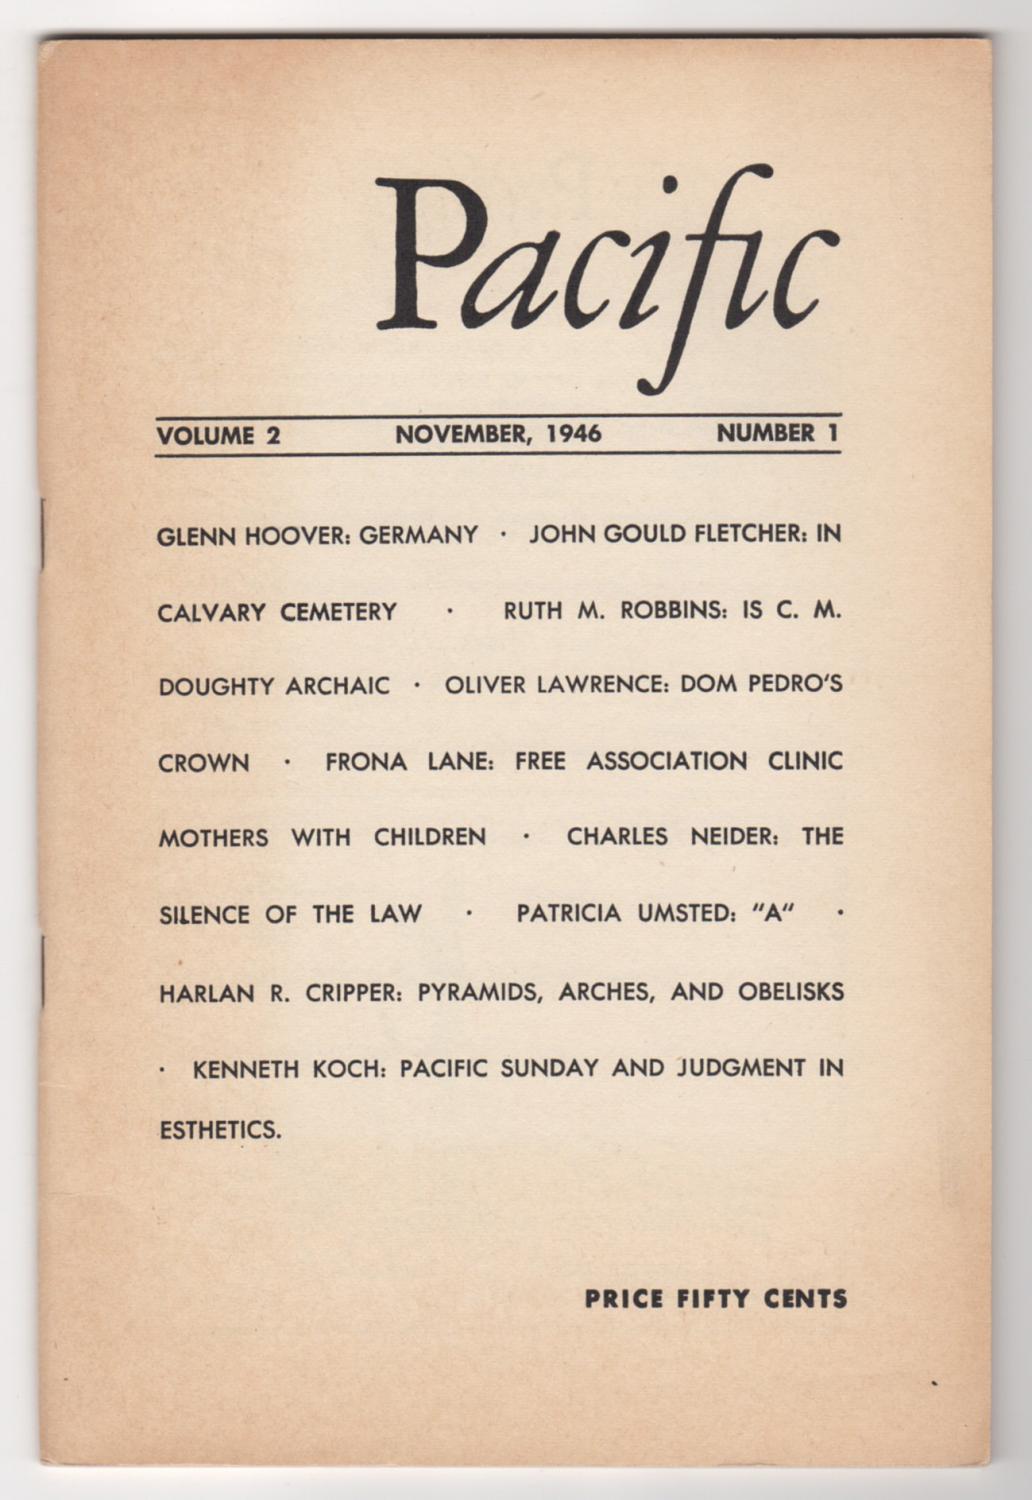 Pacific
VOLUME 2 NOVEMBER, 1946 NUMBER 1
GLENN HOOVER: GERMANY · JOHN GOULD FLETCHER: IN
CALVARY CEMETERY · RUTH M. ROBBINS: IS C. M.
DOUGHTY ARCHAIC · OLIVER LAWRENCE: DOM PEDRO'S
CROWN · FRONA LANE: FREE ASSOCIATION CLINIC
MOTHERS WITH CHILDREN · CHARLES NEIDER: THE
SILENCE OF THE LAW · PATRICIA UMSTED: "A" ·
HARLAN R. CRIPPER: PYRAMIDS, ARCHES, AND OBELISKS
· KENNETH KOCH: PACIFIC SUNDAY AND JUDGMENT IN
ESTHETICS.
PRICE FIFTY CENTS